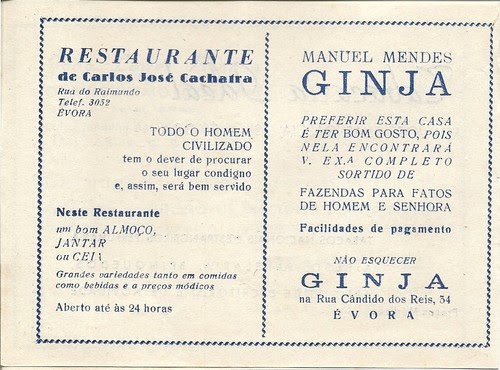 RESTAURANTE
de Carlos José Cachatra
Rua do Raimundo
Telef. 3052
ÉVORA
TODO O HOMEM
CIVILIZADO
tem o dever de procurar
o seu lugar condigno
e, assim, será bem servido
Neste Restaurante
um bom ALMOÇO,
JANTAR
ou CEIA
Grandes variedades tanto em comidas
como bebidas e a preços módicos
Aberto até às 24 horas
MANUEL MENDES
GINJA
PREFERIR ESTA CASA
É TER BOM GOSTO, POIS
NELA ENCONTRARÁ
V. EX.ª COMPLETO
SORTIDO DE
FAZENDAS PARA FATOS
DE HOMEM E SENHORA
Facilidades de pagamento
NÃO ESQUECER
GINJA
na Rua Cândido dos Reis, 34
ÉVORA